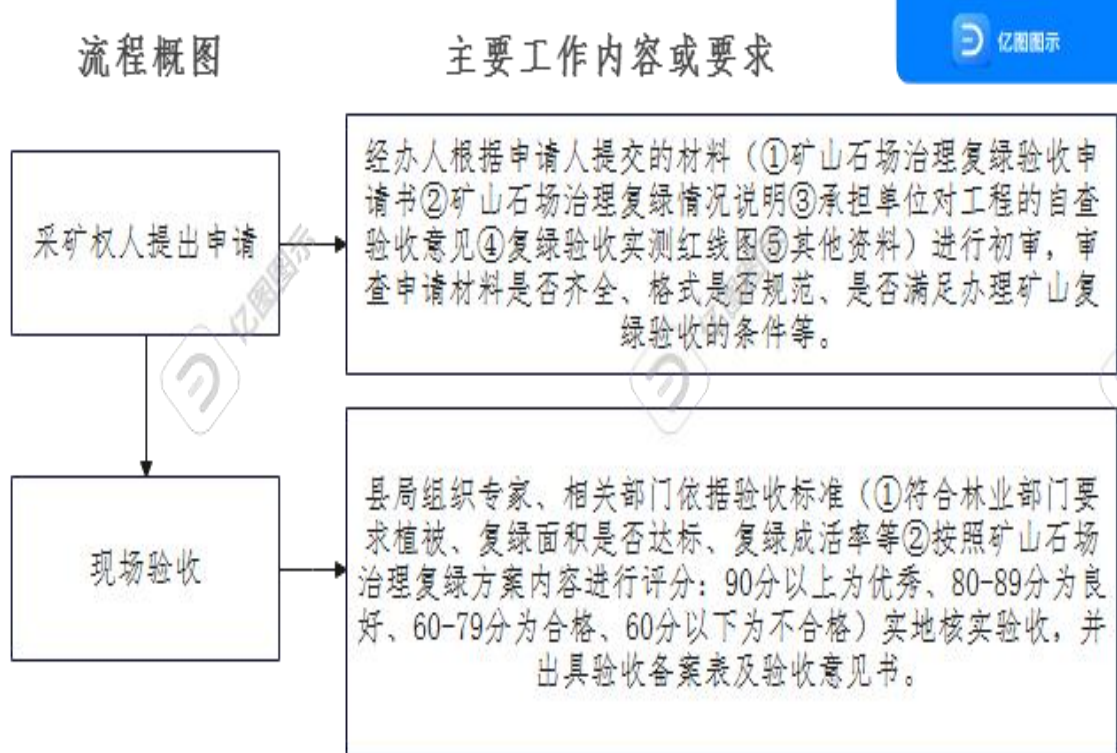 流程概图
主要工作内容或要求
亿图图示
采矿权人提出申请
经办人根据申请人提交的材料（①矿山石场治理复绿验收申
请书②矿山石场治理复绿情况说明③承担单位对工程的自查
验收意见④复绿验收实测红线图⑤其他资料）进行初审，审
查申请材料是否齐全、格式是否规范、是否满足办理矿山复
绿验收的条件等。
亿图图示
现场验收
县局组织专家、相关部门依据验收标准（①符合林业部门要
求植被、复绿面积是否达标、复绿成活率等②按照矿山石场
治理复绿方案内容进行评分：90分以上为优秀、80-89分为良
好、60-79分为合格、60分以下为不合格）实地核实验收，并
出具验收备案表及验收意见书。